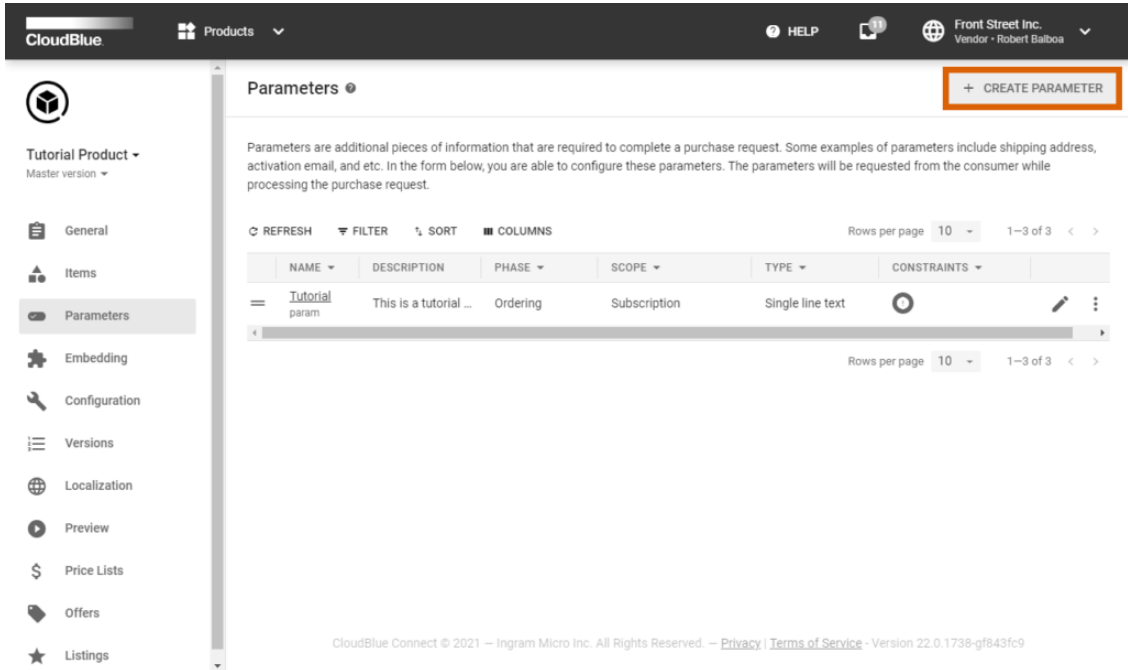 CloudBlue. Products HELP 11 Front Street Inc.
Vendor • Robert Balboa
Parameters
+ CREATE PARAMETER
Tutorial Product
Master version
General
Items
Parameters
Embedding
Configuration
Versions
Localization
Preview
Price Lists
Offers
Listings
Parameters are additional pieces of information that are required to complete a purchase request. Some examples of parameters include shipping address,
activation email, and etc. In the form below, you are able to configure these parameters. The parameters will be requested from the consumer while
processing the purchase request.
REFRESH FILTER SORT COLUMNS Rows per page 10 1–3 of 3 < >
NAME DESCRIPTION PHASE SCOPE TYPE CONSTRAINTS
Tutorial This is a tutorial ... Ordering Subscription Single line text
param
Rows per page 10 1–3 of 3 < >
CloudBlue Connect © 2021 — Ingram Micro Inc. All Rights Reserved. — Privacy | Terms of Service - Version 22.0.1738-gf843fc9